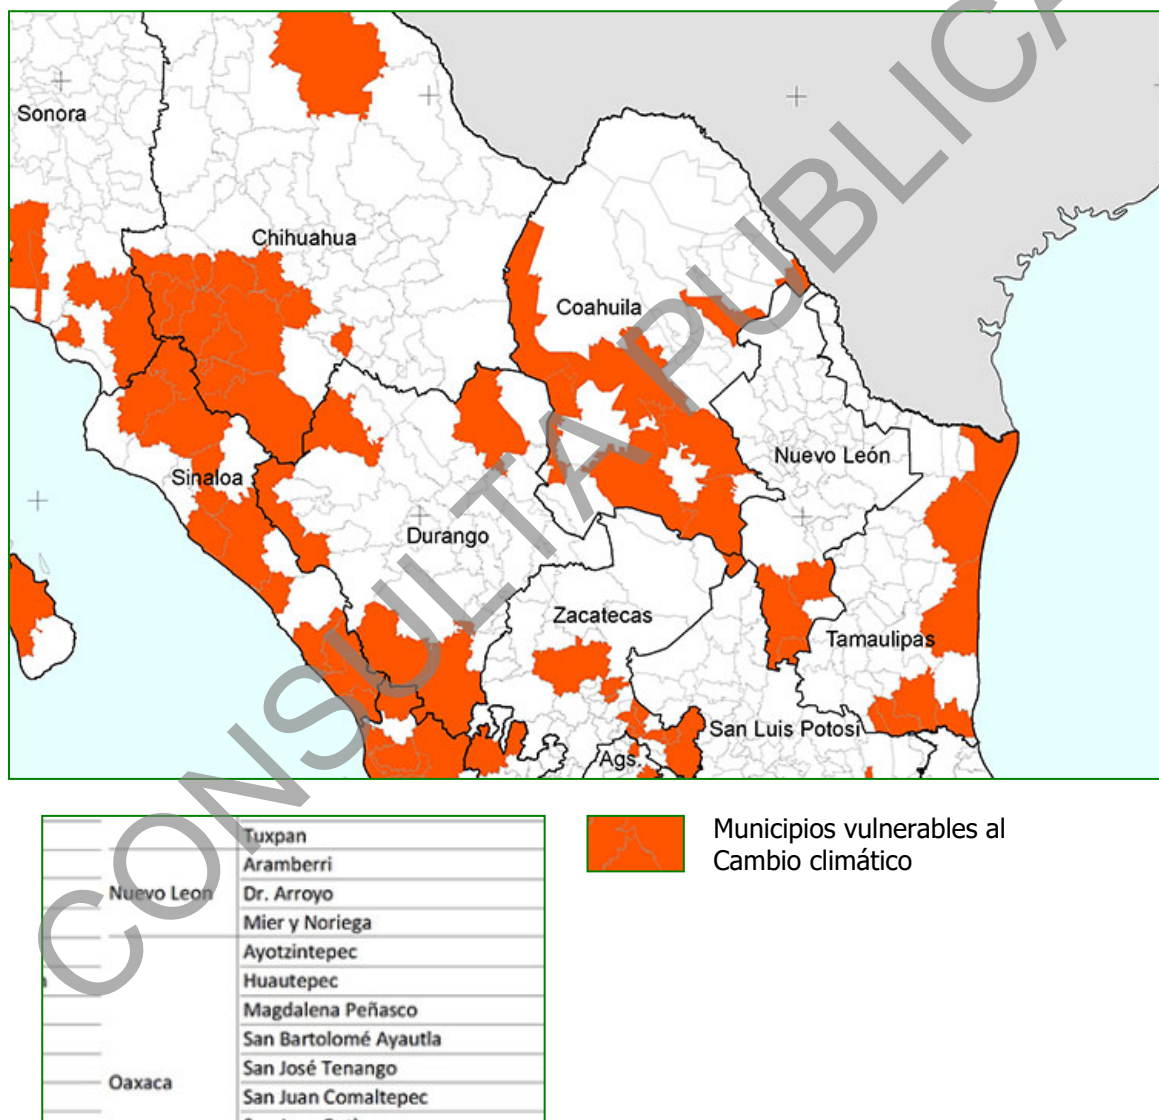 Sonora
Chihuahua
Coahuila
Nuevo León
Sinaloa
Durango
Zacatecas
Tamaulipas
San Luis Potosí
Ags.
CONSULTA PUBLICA
Municipios vulnerables al
Cambio climático
Tuxpan
Aramberri
Nuevo Leon Dr. Arroyo
Mier y Noriega
Ayotzintepec
Huautepec
Magdalena Peñasco
San Bartolomé Ayautla
San José Tenango
Oaxaca
San Juan Comaltepec